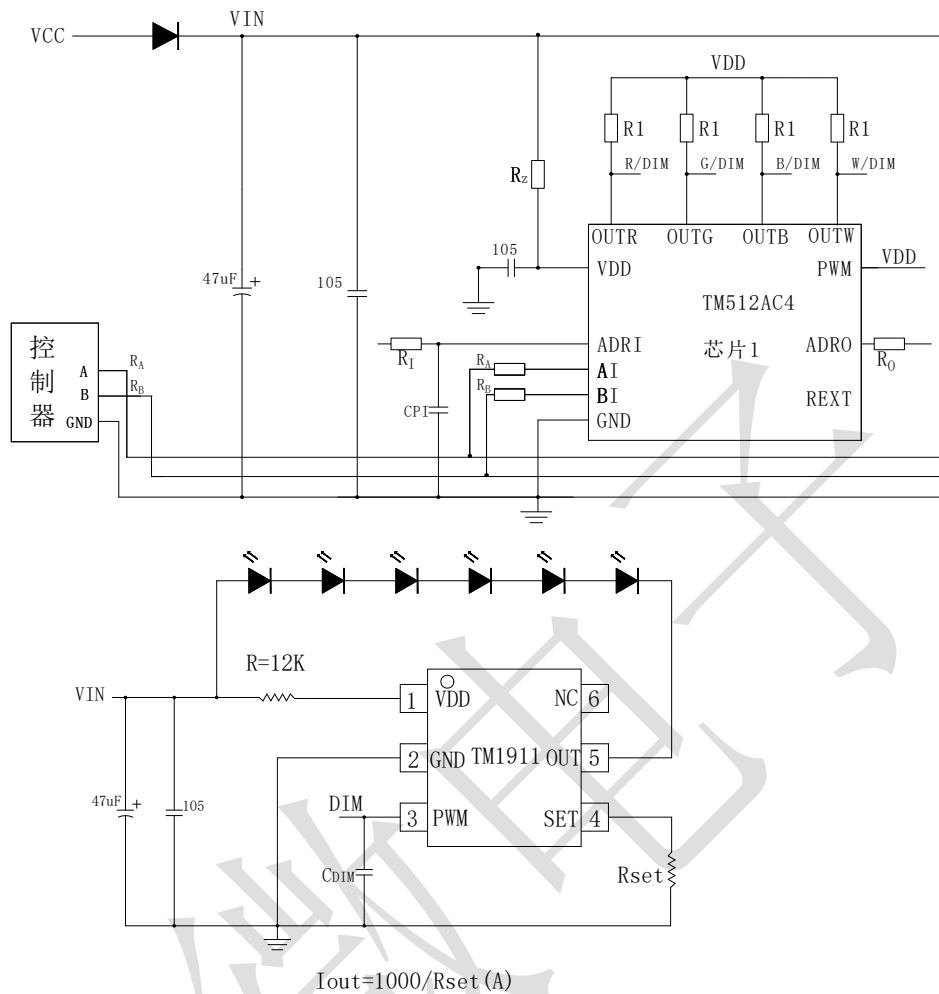 VCC
VIN
VDD
R1
R1
R1
R1
R/DIM
G/DIM
B/DIM
W/DIM
Rz
OUTR
OUTG
OUTB
OUTW
105
VDD
PWM
VDD
47uF
+
105
TM512AC4
芯片1
控制器
A
B
GND
RA
RB
RI
ADRI
ADRO
RO
RA
AI
RB
BI
REXT
CPI
GND
R=12K
VIN
1
VDD
NC
6
2
GND
TM1911
OUT
5
47uF
+
105
DIM
3
PWM
SET
4
CDIM
Rset
Iout=1000/Rset(A)
微电子